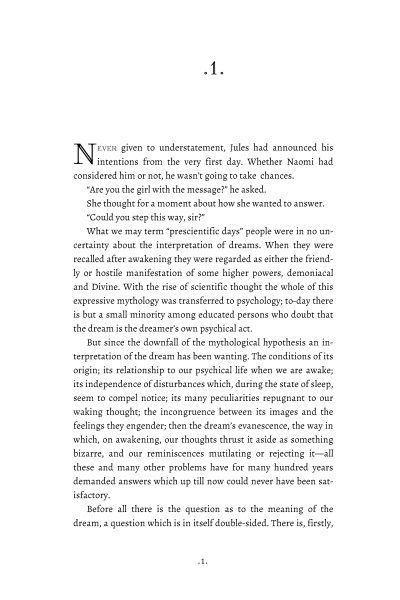 .1.
NEVER given to understatement, Jules had announced his
intentions from the very first day. Whether Naomi had
considered him or not, he wasn't going to take chances.
“Are you the girl with the message?” he asked.
She thought for a moment about how she wanted to answer.
“Could you step this way, sir?”
What we may term “prescientific days” people were in no un-
certainty about the interpretation of dreams. When they were
recalled after awakening they were regarded as either the friend-
ly or hostile manifestation of some higher powers, demoniacal
and Divine. With the rise of scientific thought the whole of this
expressive mythology was transferred to psychology; to-day there
is but a small minority among educated persons who doubt that
the dream is the dreamer's own psychical act.
But since the downfall of the mythological hypothesis an in-
terpretation of the dream has been wanting. The conditions of its
origin; its relationship to our psychical life when we are awake;
its independence of disturbances which, during the state of sleep,
seem to compel notice; its many peculiarities repugnant to our
waking thought; the incongruence between its images and the
feelings they engender; then the dream's evanescence, the way in
which, on awakening, our thoughts thrust it aside as something
bizarre, and our reminiscences mutilating or rejecting it—all
these and many other problems have for many hundred years
demanded answers which up till now could never have been sat-
isfactory.
Before all there is the question as to the meaning of the
dream, a question which is in itself double-sided. There is, firstly,
.1.